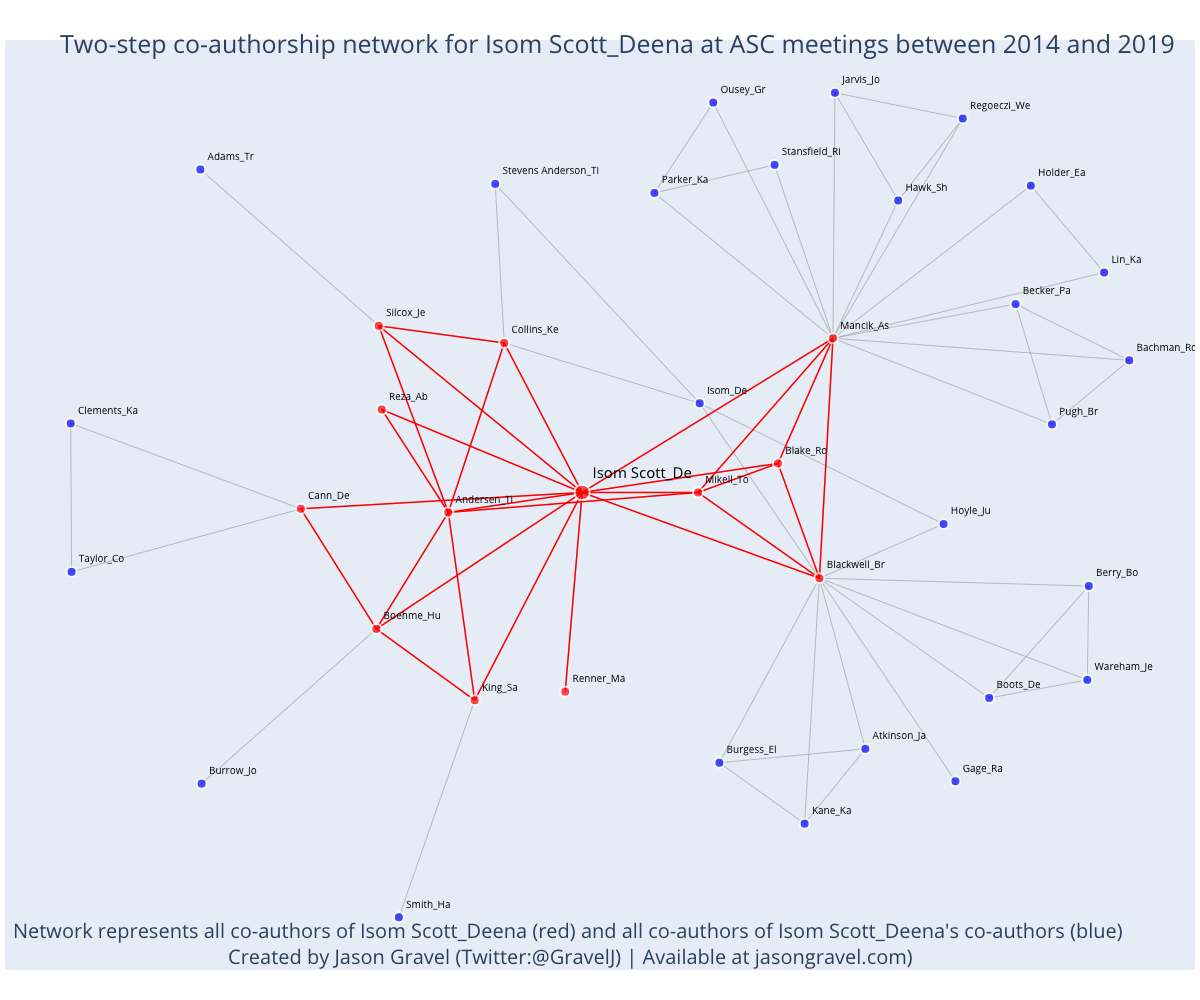 Two-step co-authorship network for Isom Scott_Deena at ASC meetings between 2014 and 2019
Jarvis_Jo
Ousey_Gr
Regoeczi_We
Stansfield_Ri
Adams_Tr
Stevens Anderson_Ti
Holder_Ea
Parker_Ka
Hawk_Sh
Lin_Ka
Becker_Pa
Silcox_Je
Mancik_As
Collins_Ke
Bachman_Ro
Isom_De
Reza_Ab
Clements_Ka
Pugh_Br
Blake_Ro
Isom Scott_De
Mikell_To
Cann_De
Andersen_Ti
Hoyle_Ju
Taylor_Co
Blackwell_Br
Berry_Bo
Boehme_Hu
Wareham_Je
Renner_Ma
King_Sa
Boots_De
Atkinson_Ja
Burgess_El
Gage_Ra
Burrow_Jo
Kane_Ka
Smith_Ha
Network represents all co-authors of Isom Scott_Deena (red) and all co-authors of Isom Scott_Deena's co-authors (blue)
Created by Jason Gravel (Twitter:@GravelJ) | Available at jasongravel.com)